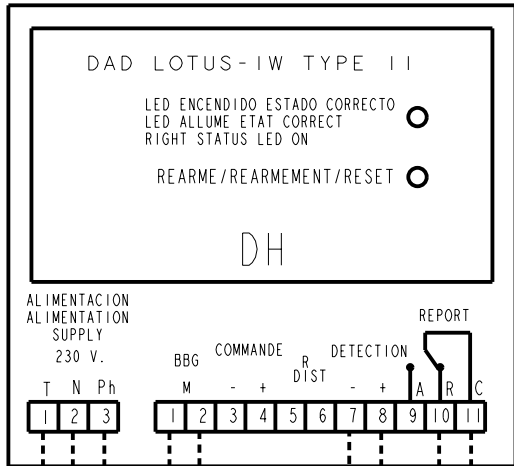 DAD LOTUS-IW TYPE II
LED ENCENDIDO ESTADO CORRECTO
LED ALLUME ETAT CORRECT
RIGHT STATUS LED ON
REARME/REARMEMENT/RESET
DH
ALIMENTACION
ALIMENTATION
SUPPLY
230 V.
T N Ph
1 2 3
REPORT
BBG COMMANDE R DIST DETECTION
M - + - + A R C
1 2 3 4 5 6 7 8 9 10 11